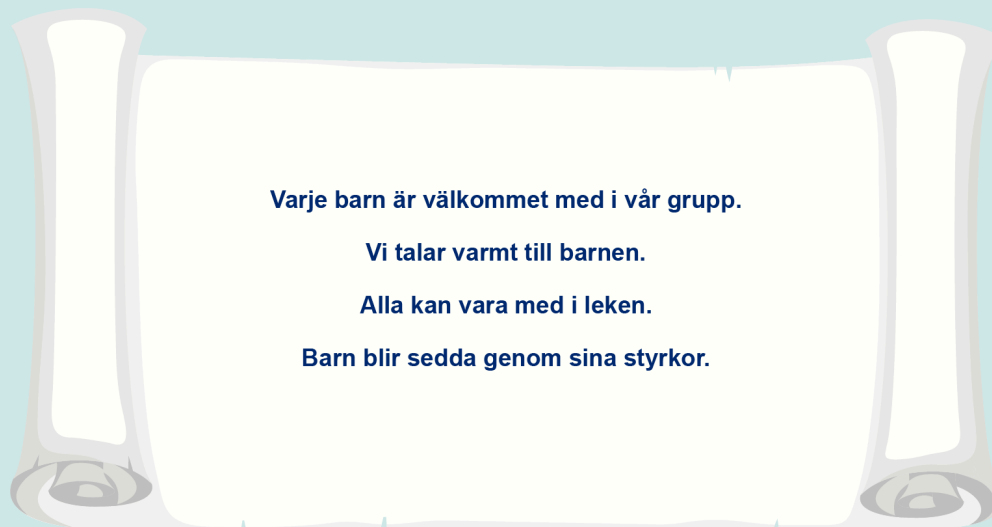 Varje barn är välkommet med i vår grupp.
Vi talar varmt till barnen.
Alla kan vara med i leken.
Barn blir sedda genom sina styrkor.